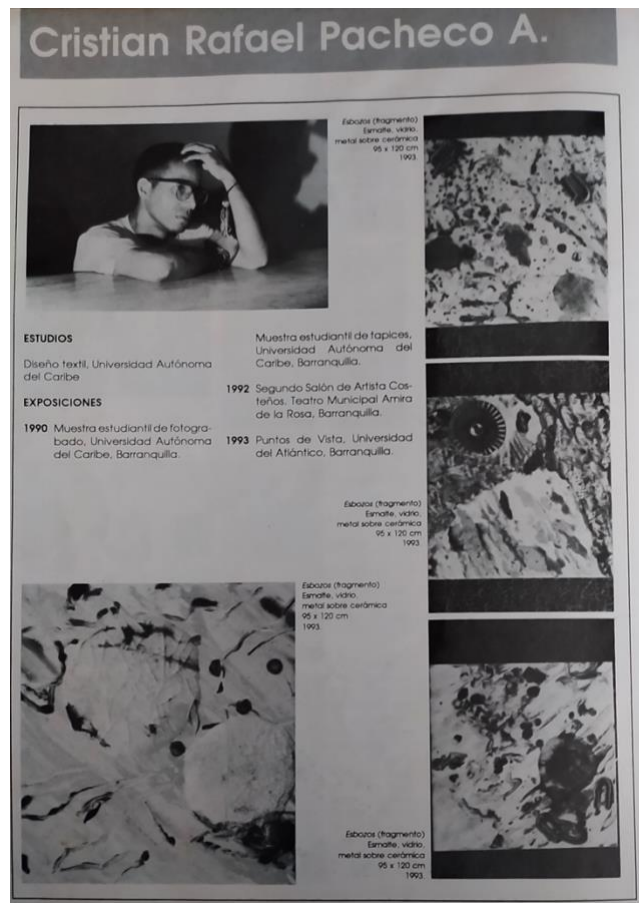 Cristian Rafael Pacheco A.
Esbozos (fragmento)
Esmalte, vidrio,
metal sobre cerámica
95 x 120 cm
1993.
ESTUDIOS
Diseño textil, Universidad Autónoma
del Caribe
EXPOSICIONES
1990 Muestra estudiantil de fotogra-
bado, Universidad Autónoma
del Caribe, Barranquilla.
Muestra estudiantil de tapices,
Universidad Autónoma del
Caribe, Barranquilla.
1992 Segundo Salón de Artista Cos-
teños. Teatro Municipal Amira
de la Rosa, Barranquilla.
1993 Puntos de Vista, Universidad
del Atlántico, Barranquilla.
Esbozos (fragmento)
Esmalte, vidrio,
metal sobre cerámica
95 x 120 cm
1993.
Esbozos (fragmento)
Esmalte, vidrio,
metal sobre cerámica
95 x 120 cm
1993.
Esbozos (fragmento)
Esmalte, vidrio,
metal sobre cerámica
95 x 120 cm
1993.